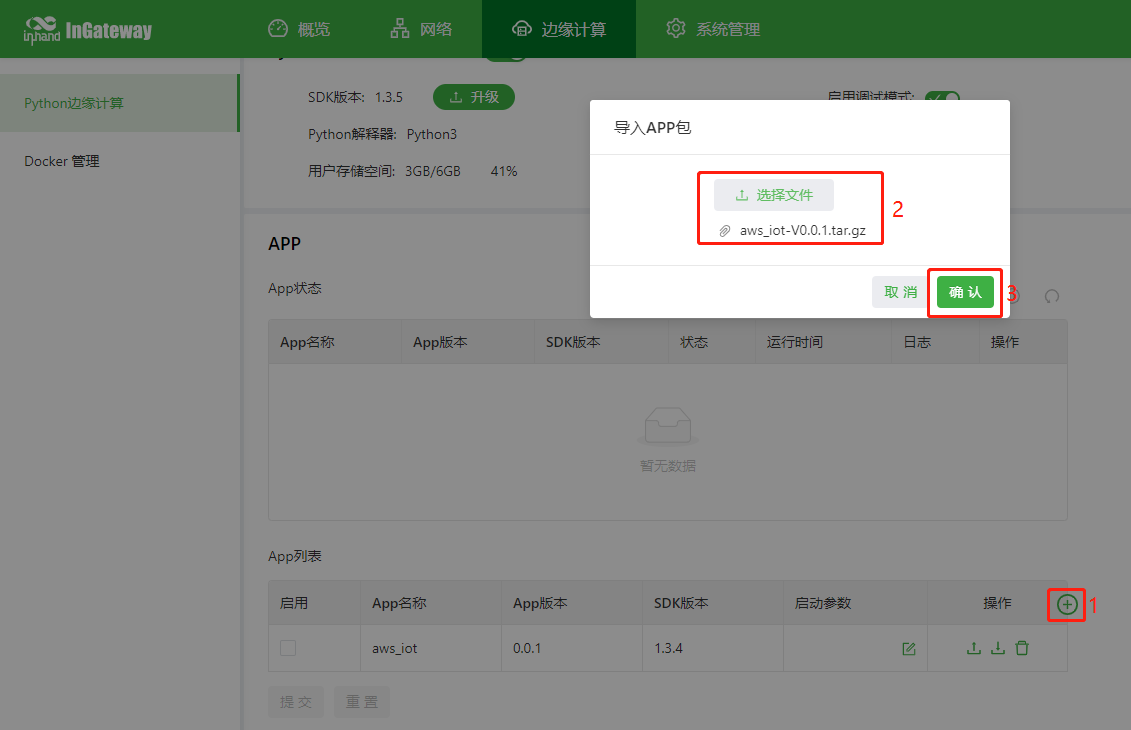 inhand InGateway 概览 网络 边缘计算 系统管理
Python边缘计算
Docker 管理
SDK版本: 1.3.5 升级
启用调试模式:
Python解释器: Python3
用户存储空间: 3GB/6GB 41%
导入APP包
选择文件
aws_iot-V0.0.1.tar.gz
2
取 消 确 认 3
APP
App状态
App名称 App版本 SDK版本 状态 运行时间 日志 操作
暂无数据
App列表
启用 App名称 App版本 SDK版本 启动参数 操作 1
aws_iot 0.0.1 1.3.4
提 交 重 置